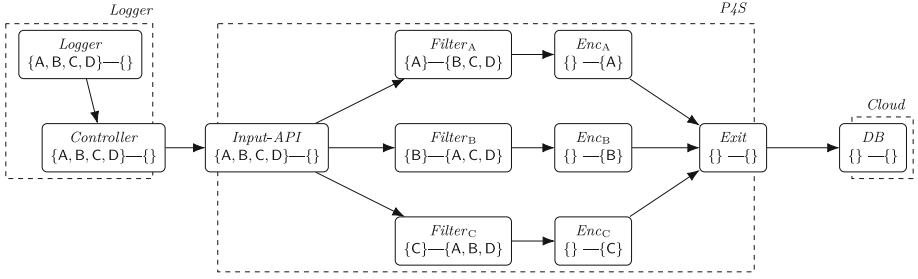 Logger
P4S
Logger
{A, B, C, D}—{}
Filter_A
{A}—{B, C, D}
Enc_A
{} —{A}
Cloud
Controller
{A, B, C, D}—{}
Input-API
{A, B, C, D}—{}
Filter_B
{B}—{A, C, D}
Enc_B
{} —{B}
Exit
{} —{}
DB
{} —{}
Filter_C
{C}—{A, B, D}
Enc_C
{} —{C}